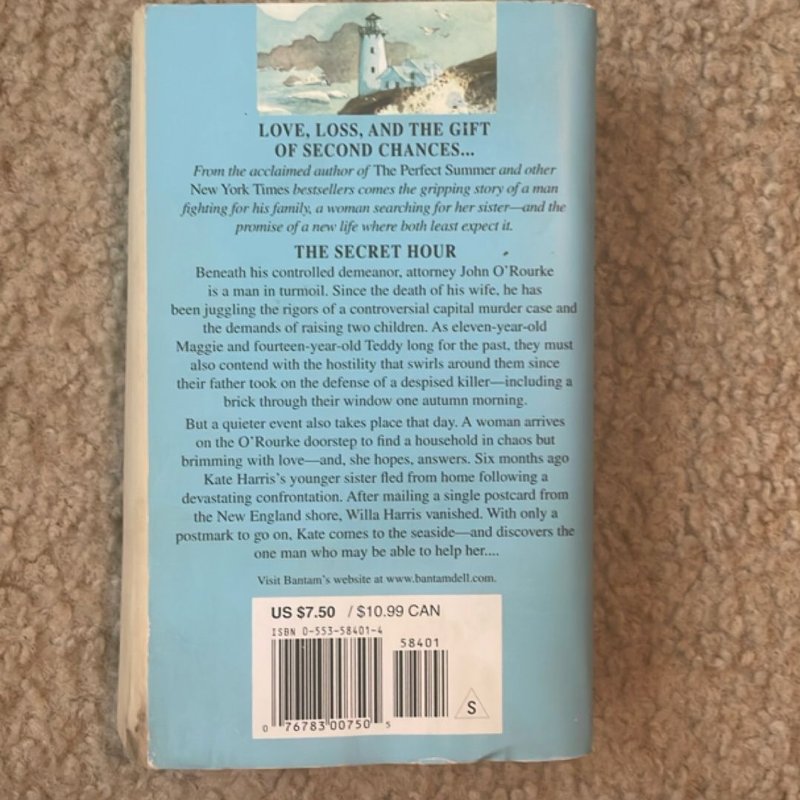 LOVE, LOSS, AND THE GIFT
OF SECOND CHANCES...
From the acclaimed author of The Perfect Summer and other
New York Times bestsellers comes the gripping story of a man
fighting for his family, a woman searching for her sister—and the
promise of a new life where both least expect it.
THE SECRET HOUR
Beneath his controlled demeanor, attorney John O'Rourke
is a man in turmoil. Since the death of his wife, he has
been juggling the rigors of a controversial capital murder case and
the demands of raising two children. As eleven-year-old
Maggie and fourteen-year-old Teddy long for the past, they must
also contend with the hostility that swirls around them since
their father took on the defense of a despised killer—including a
brick through their window one autumn morning.
But a quieter event also takes place that day. A woman arrives
on the O'Rourke doorstep to find a household in chaos but
brimming with love—and, she hopes, answers. Six months ago
Kate Harris's younger sister fled from home following a
devastating confrontation. After mailing a single postcard from
the New England shore, Willa Harris vanished. With only a
postmark to go on, Kate comes to the seaside—and discovers the
one man who may be able to help her....
Visit Bantam's website at www.bantamdell.com.
US $7.50 / $10.99 CAN
ISBN 0-553-58401-4
58401
S
0 76783 00750 5